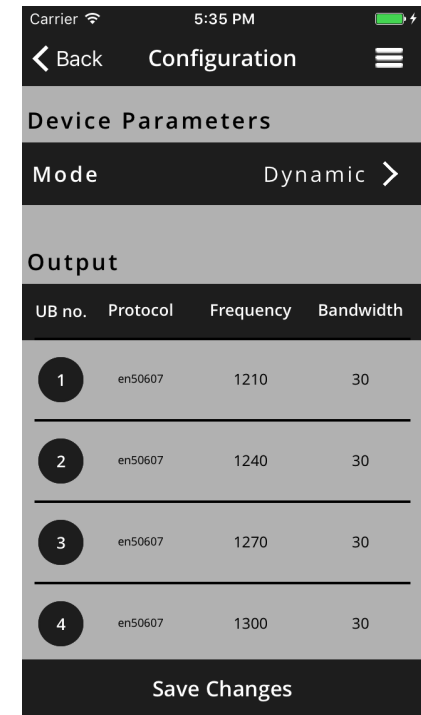 Carrier 5:35 PM
Back Configuration
Device Parameters
Mode Dynamic
Output
UB no. Protocol Frequency Bandwidth
1 en50607 1210 30
2 en50607 1240 30
3 en50607 1270 30
4 en50607 1300 30
Save Changes